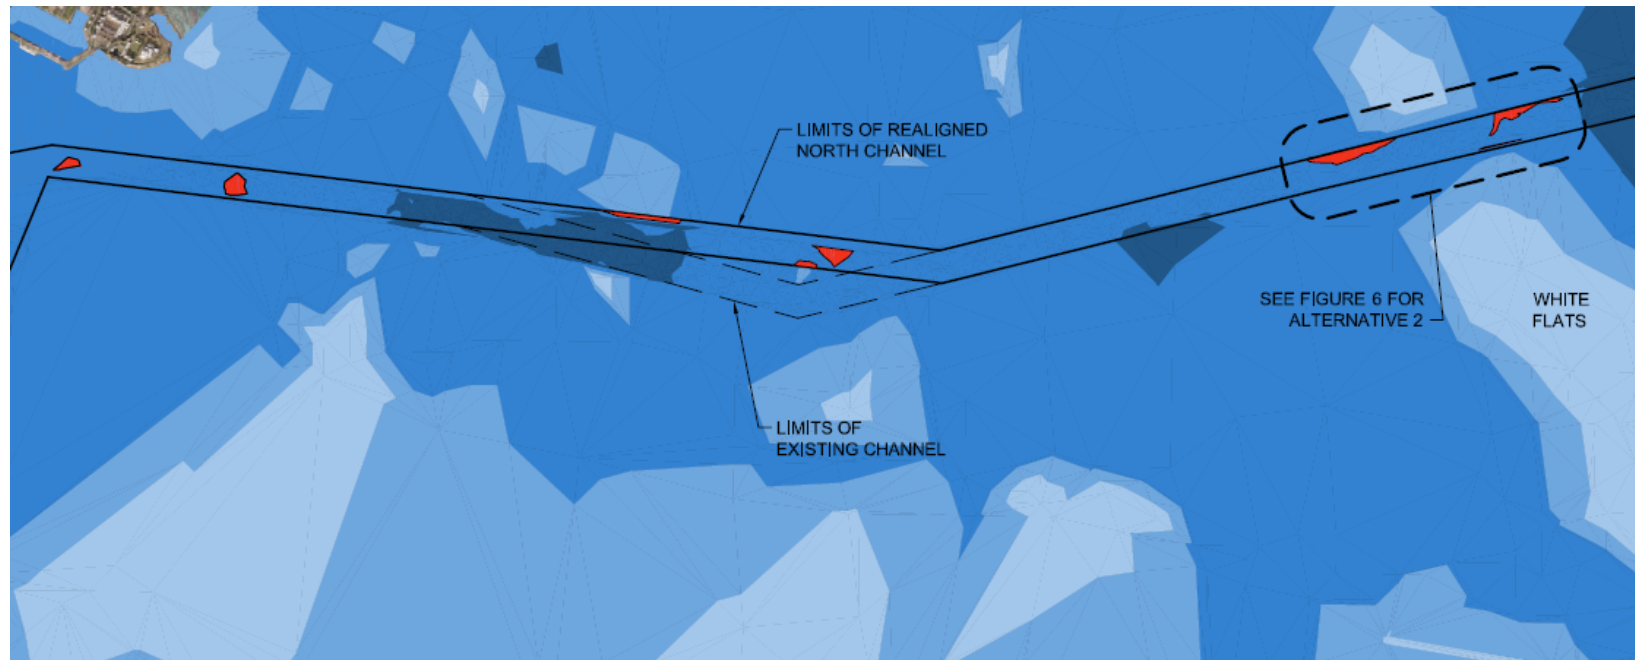 LIMITS OF REALIGNED
NORTH CHANNEL
SEE FIGURE 6 FOR
ALTERNATIVE 2
WHITE
FLATS
LIMITS OF
EXISTING CHANNEL